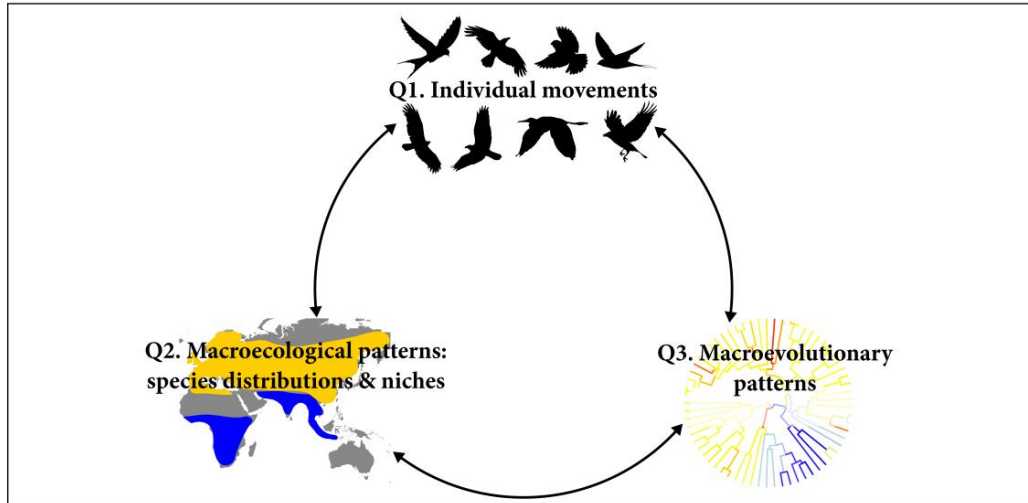 Q1. Individual movements
Q2. Macroecological patterns:
species distributions & niches
Q3. Macroevolutionary
patterns